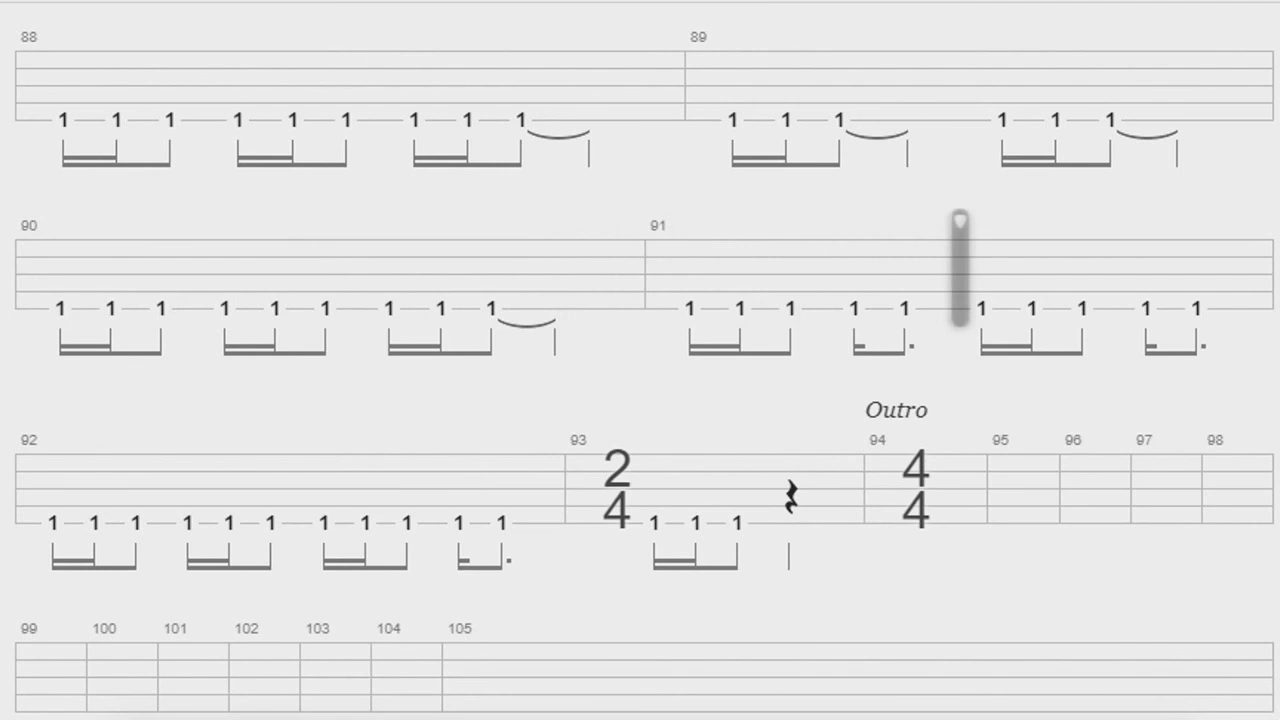 88 89
1 1 1 1 1 1 1 1 1 1 1 1 1 1 1
90 91
1 1 1 1 1 1 1 1 1 1 1 1 1 1 1 1 1 1 1
Outro
92 93 94 95 96 97 98
2 4
4 4
1 1 1 1 1 1 1 1 1 1 1 1 1 1
99 100 101 102 103 104 105